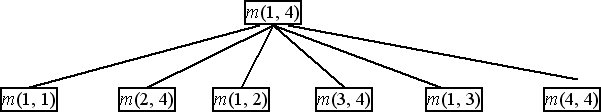 m(1, 4)
m(1, 1) m(2, 4) m(1, 2) m(3, 4) m(1, 3) m(4, 4)